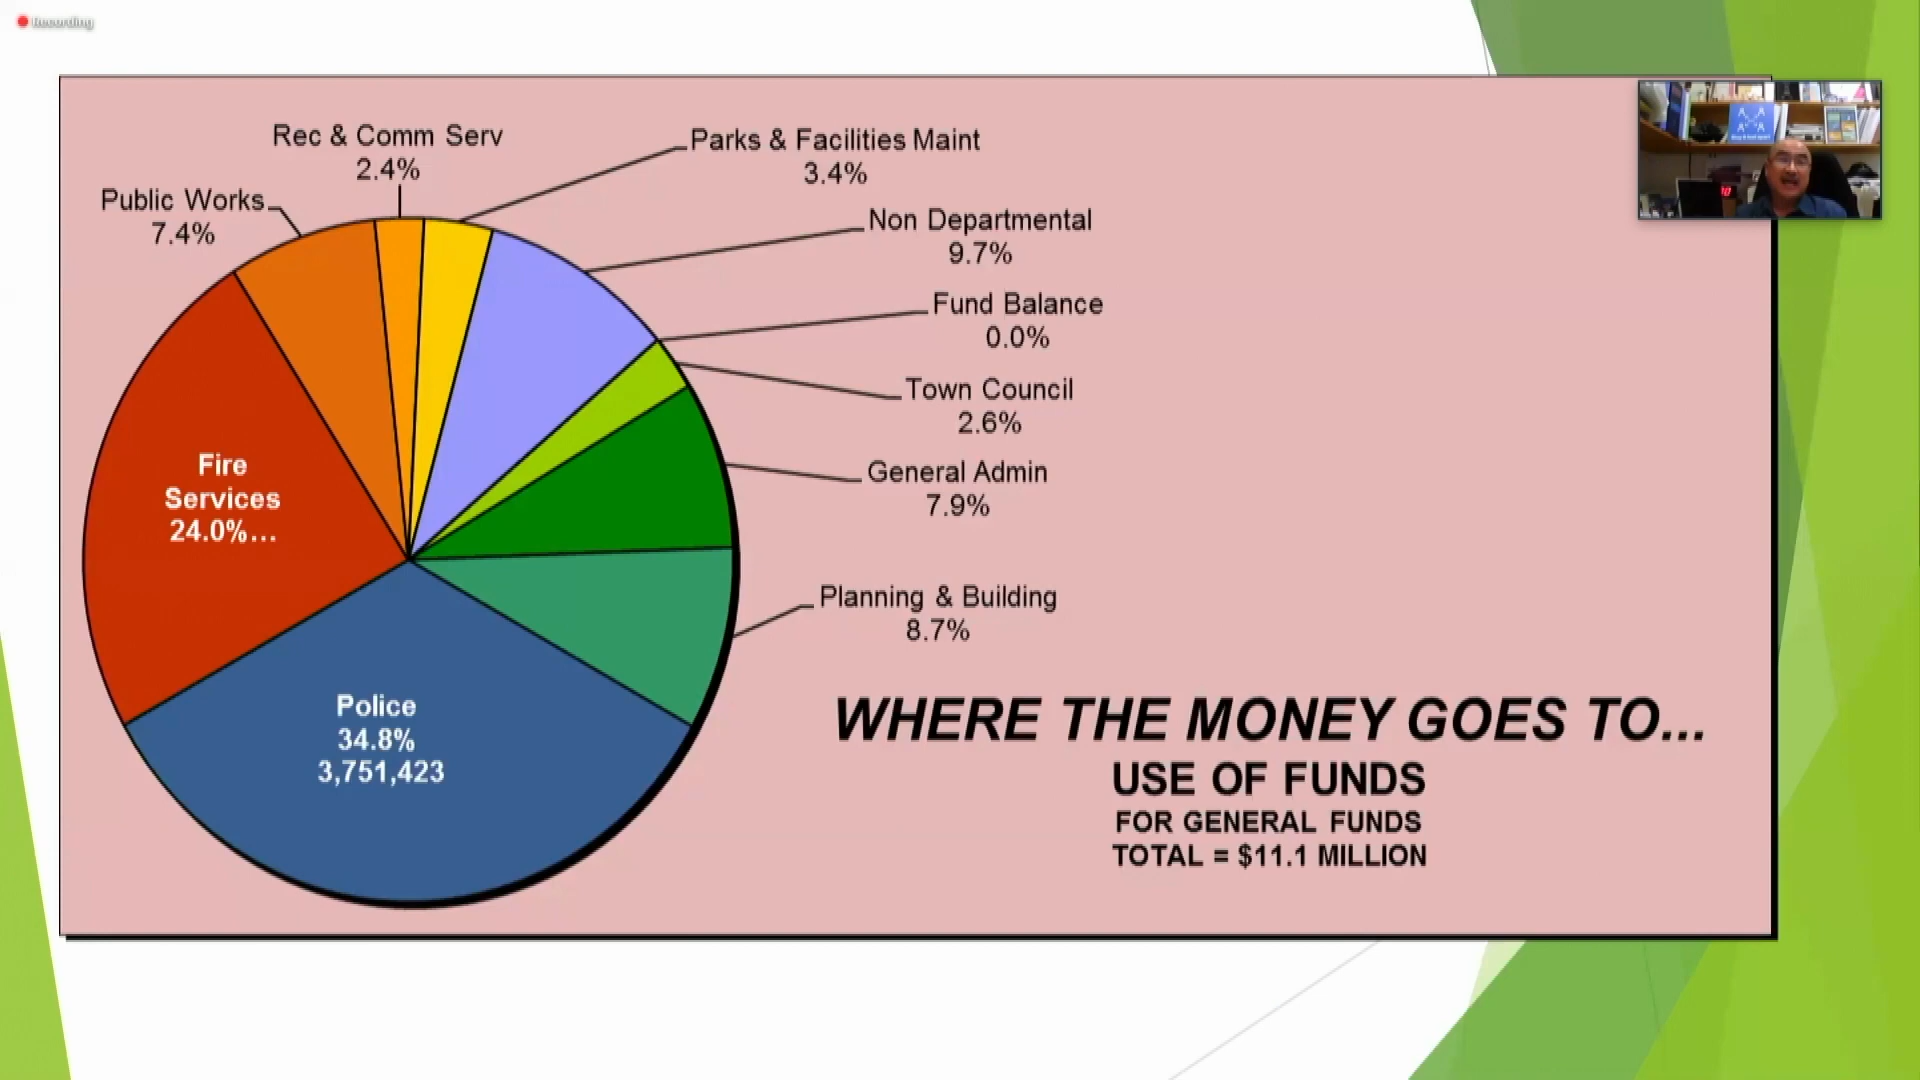 Recording
Rec & Comm Serv
2.4%
Parks & Facilities Maint
3.4%
Public Works
7.4%
Non Departmental
9.7%
Fund Balance
0.0%
Town Council
2.6%
General Admin
7.9%
Fire
Services
24.0%...
Planning & Building
8.7%
Police
34.8%
3,751,423
WHERE THE MONEY GOES TO...
USE OF FUNDS
FOR GENERAL FUNDS
TOTAL = $11.1 MILLION